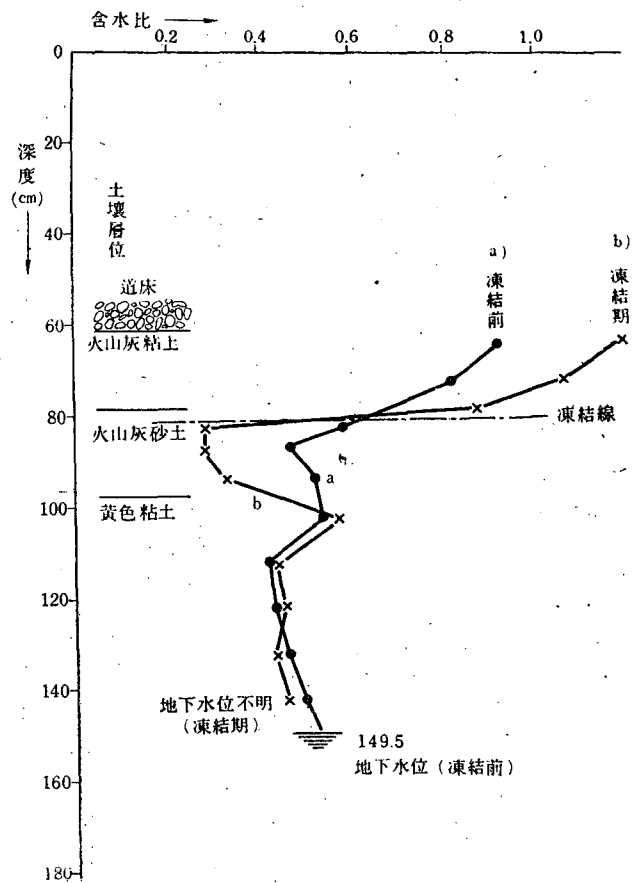 含水比
0.2 0.4 0.6 0.8 1.0
0
20
40
60
80
100
120
140
160
180
深度
(cm)
土壌層位
道床
火山灰粘土
火山灰砂土
黄色粘土
a)
凍結前
b)
凍結期
凍結線
a
b
地下水位不明
(凍結期)
149.5
地下水位(凍結前)